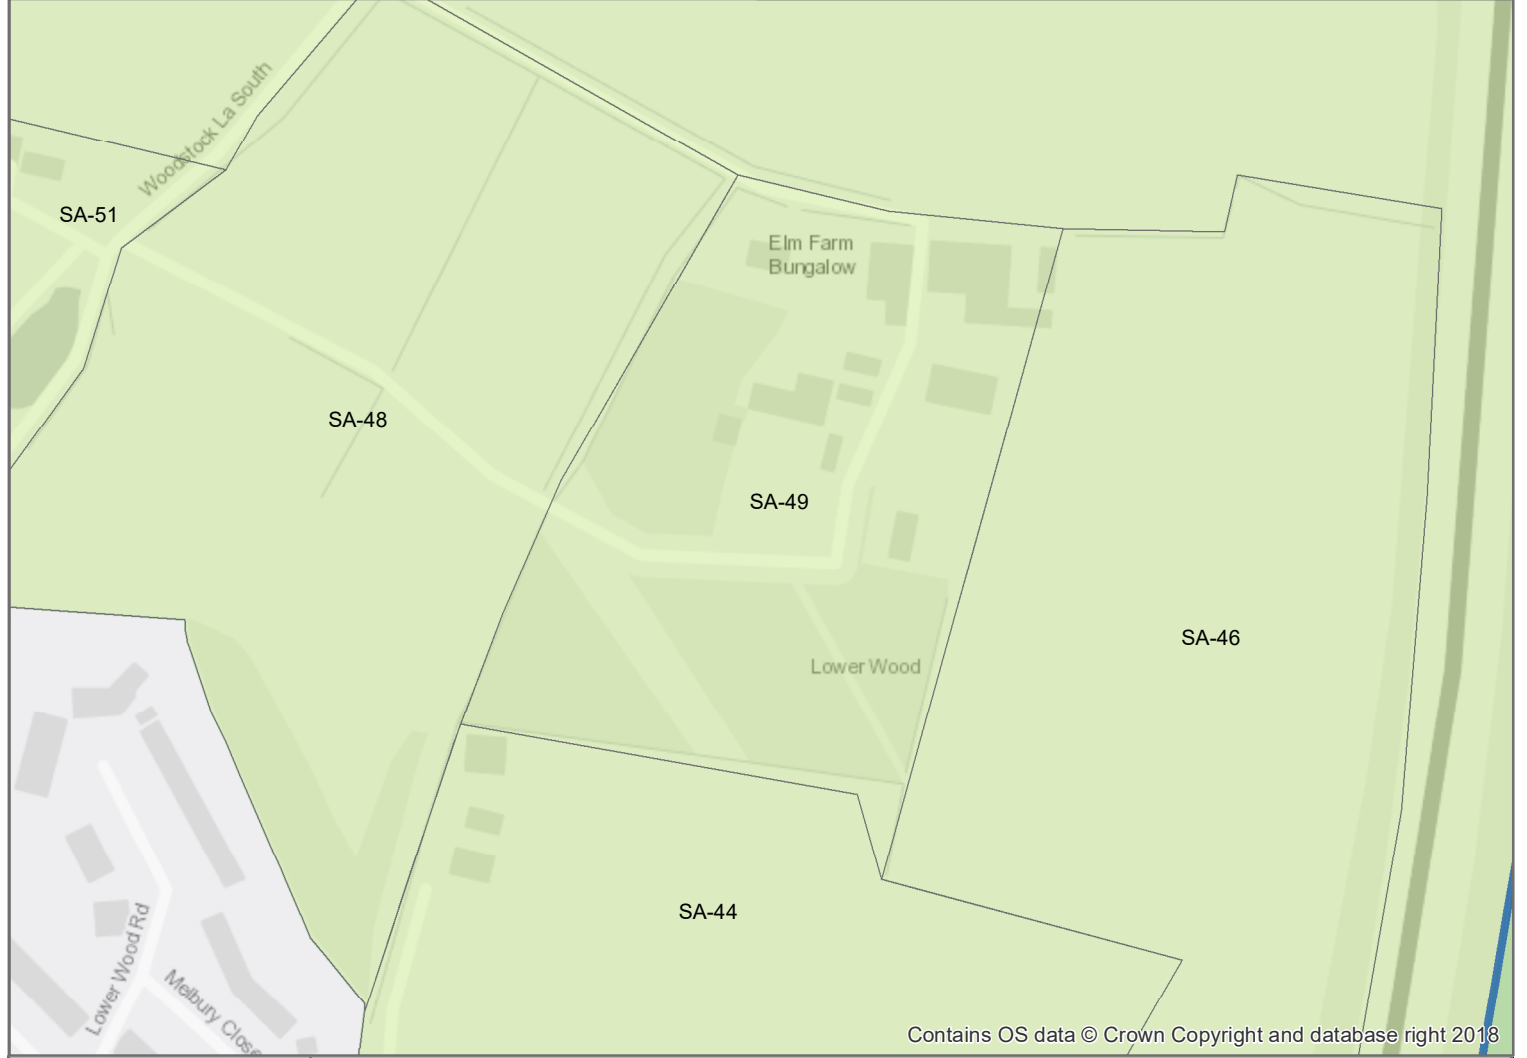 Woodstock La South
SA-51
Elm Farm
Bungalow
SA-48
SA-49
SA-46
Lower Wood
SA-44
Lower Wood Rd
Melbury Close
Contains OS data © Crown Copyright and database right 2018